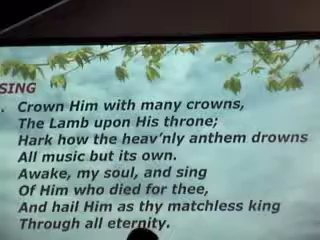 SING
. Crown Him with many crowns,
The Lamb upon His throne;
Hark how the heav'nly anthem drowns
All music but its own.
Awake, my soul, and sing
Of Him who died for thee,
And hail Him as thy matchless king
Through all eternity.